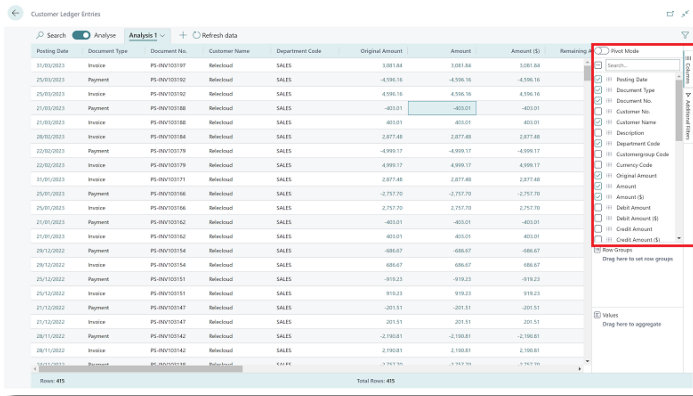 Customer Ledger Entries
Search Analyse Analysis 1 Refresh data
Posting Date Document Type Document No. Customer Name Department Code Original Amount Amount Amount ($) Remaining A
31/03/2023 Invoice PS-INV103197 Relecloud SALES 3,081.84 3,081.84 3,081.84
25/03/2023 Payment PS-INV103192 Relecloud SALES -4,596.16 -4,596.16 -4,596.16
25/03/2023 Invoice PS-INV103192 Relecloud SALES 4,596.16 4,596.16 4,596.16
21/03/2023 Payment PS-INV103188 Relecloud SALES -403.01 -403.01 -403.01
21/03/2023 Invoice PS-INV103188 Relecloud SALES 403.01 403.01 403.01
28/02/2023 Invoice PS-INV103184 Relecloud SALES 2,877.48 2,877.48 2,877.48
22/02/2023 Payment PS-INV103179 Relecloud SALES -4,999.17 -4,999.17 -4,999.17
22/02/2023 Invoice PS-INV103179 Relecloud SALES 4,999.17 4,999.17 4,999.17
31/01/2023 Invoice PS-INV103171 Relecloud SALES 2,877.48 2,877.48 2,877.48
25/01/2023 Payment PS-INV103166 Relecloud SALES -2,757.70 -2,757.70 -2,757.70
25/01/2023 Invoice PS-INV103166 Relecloud SALES 2,757.70 2,757.70 2,757.70
21/01/2023 Payment PS-INV103162 Relecloud SALES -403.01 -403.01 -403.01
21/01/2023 Invoice PS-INV103162 Relecloud SALES 403.01 403.01 403.01
29/12/2022 Payment PS-INV103154 Relecloud SALES -686.67 -686.67 -686.67
29/12/2022 Invoice PS-INV103154 Relecloud SALES 686.67 686.67 686.67
25/12/2022 Payment PS-INV103151 Relecloud SALES -919.23 -919.23 -919.23
25/12/2022 Invoice PS-INV103151 Relecloud SALES 919.23 919.23 919.23
21/12/2022 Payment PS-INV103147 Relecloud SALES -201.51 -201.51 -201.51
21/12/2022 Invoice PS-INV103147 Relecloud SALES 201.51 201.51 201.51
28/11/2022 Payment PS-INV103142 Relecloud SALES -2,190.81 -2,190.81 -2,190.81
28/11/2022 Invoice PS-INV103142 Relecloud SALES 2,190.81 2,190.81 2,190.81
Payment Relecloud SALES
Rows: 415 Total Rows: 415
Pivot Mode
Search...
Posting Date
Document Type
Document No.
Customer No.
Customer Name
Description
Department Code
Customergroup Code
Currency Code
Original Amount
Amount
Amount ($)
Debit Amount
Debit Amount ($)
Credit Amount
Credit Amount ($)
Row Groups
Drag here to set row groups
Values
Drag here to aggregate
Columns
Additional Filters